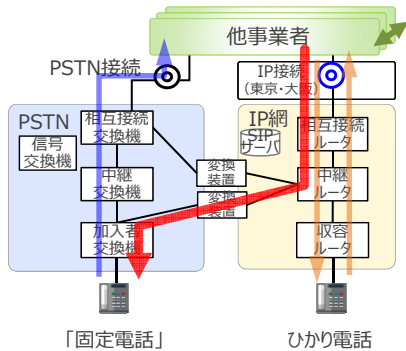 他事業者
PSTN接続
IP接続
(東京・大阪)
PSTN
信号
交換機
相互接続
交換機
中継
交換機
加入者
交換機
変換
装置
変換
装置
IP網
SIP
サーバ
相互接続
ルータ
中継
ルータ
収容
ルータ
「固定電話」
ひかり電話